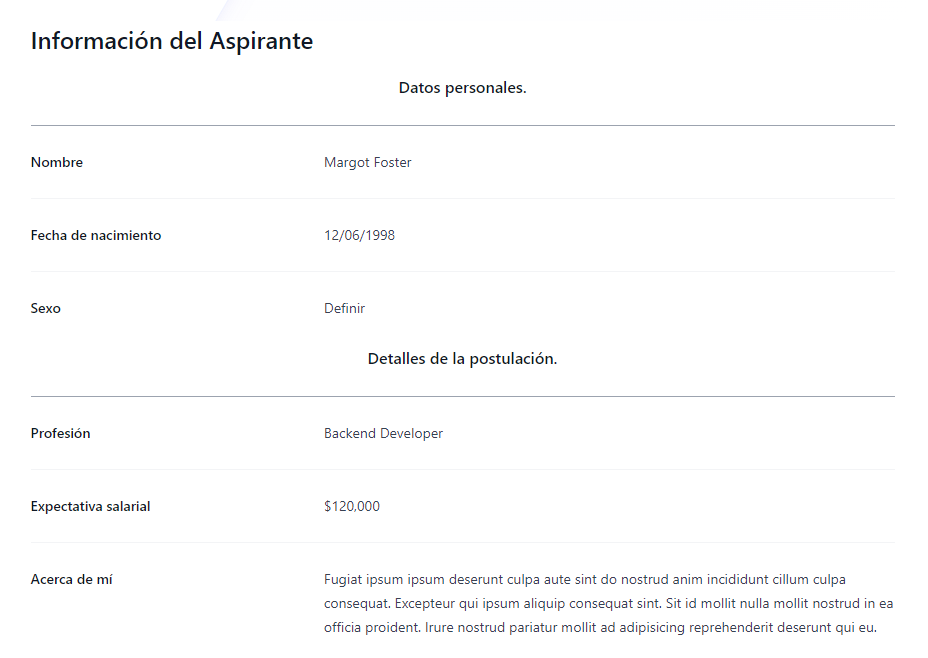 Información del Aspirante
Datos personales.
Nombre Margot Foster
Fecha de nacimiento 12/06/1998
Sexo Definir
Detalles de la postulación.
Profesión Backend Developer
Expectativa salarial $120,000
Acerca de mí Fugiat ipsum ipsum deserunt culpa aute sint do nostrud anim incididunt cillum culpa
consequat. Excepteur qui ipsum aliquip consequat sint. Sit id mollit nulla mollit nostrud in ea
officia proident. Irure nostrud pariatur mollit ad adipisicing reprehenderit deserunt qui eu.